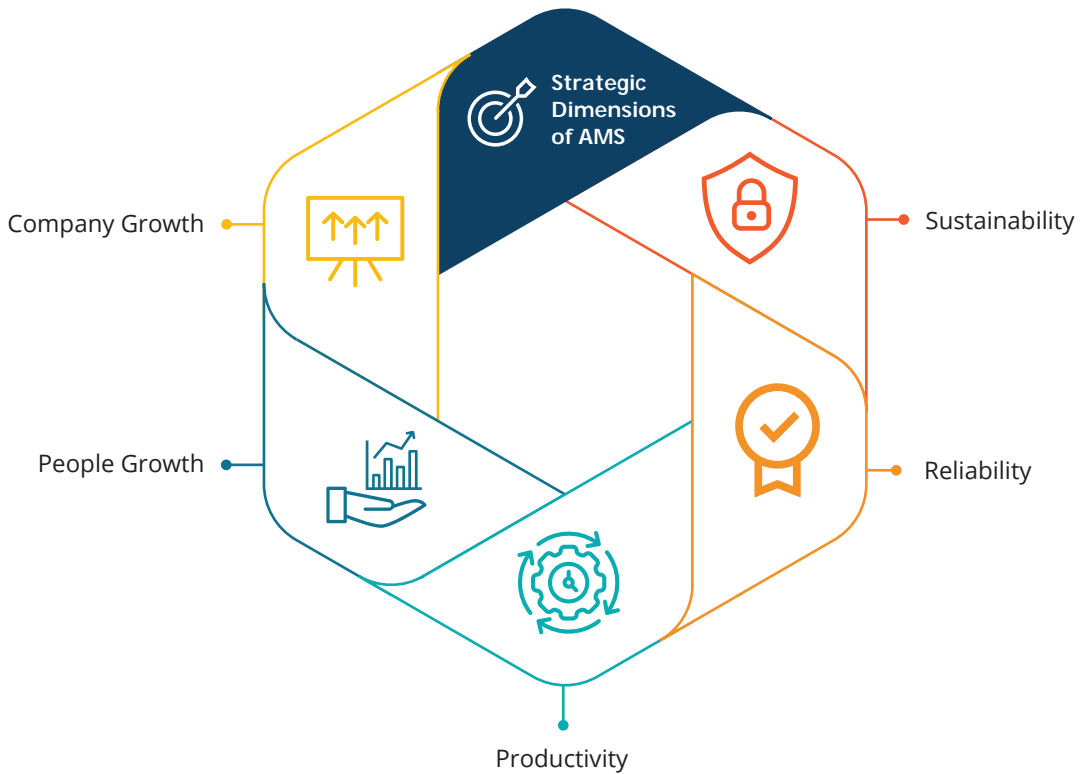 Strategic
Dimensions
of AMS
Company Growth
Sustainability
People Growth
Reliability
Productivity